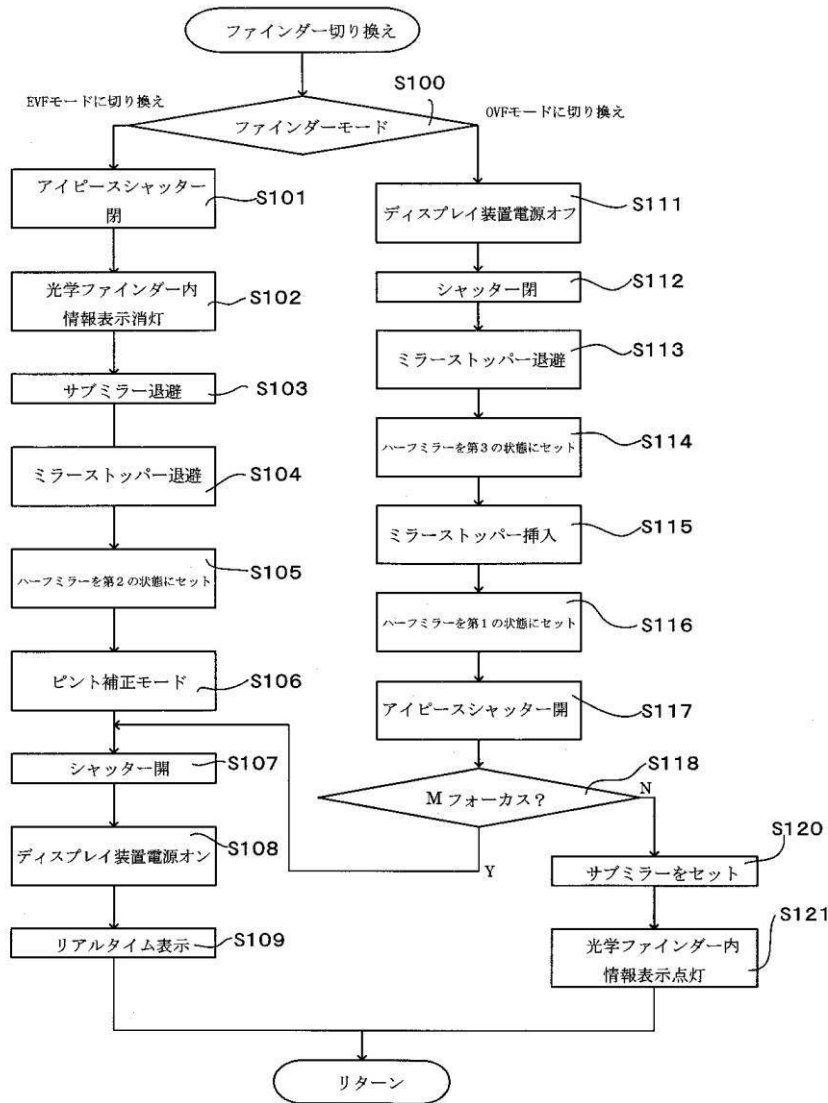 ファインダー切り換え
S100
EVFモードに切り換え
OVFモードに切り換え
ファインダーモード
アイピースシャッター
閉
S101
光学ファインダー内
情報表示消灯
S102
サブミラー退避
S103
ミラーストッパー退避
S104
ハーフミラーを第2の状態にセット
S105
ピント補正モード
S106
シャッター開
S107
ディスプレイ装置電源オン
S108
リアルタイム表示
S109
ディスプレイ装置電源オフ
S111
シャッター閉
S112
ミラーストッパー退避
S113
ハーフミラーを第3の状態にセット
S114
ミラーストッパー挿入
S115
ハーフミラーを第1の状態にセット
S116
アイピースシャッター開
S117
Mフォーカス?
S118
N
Y
サブミラーをセット
S120
光学ファインダー内
情報表示点灯
S121
リターン